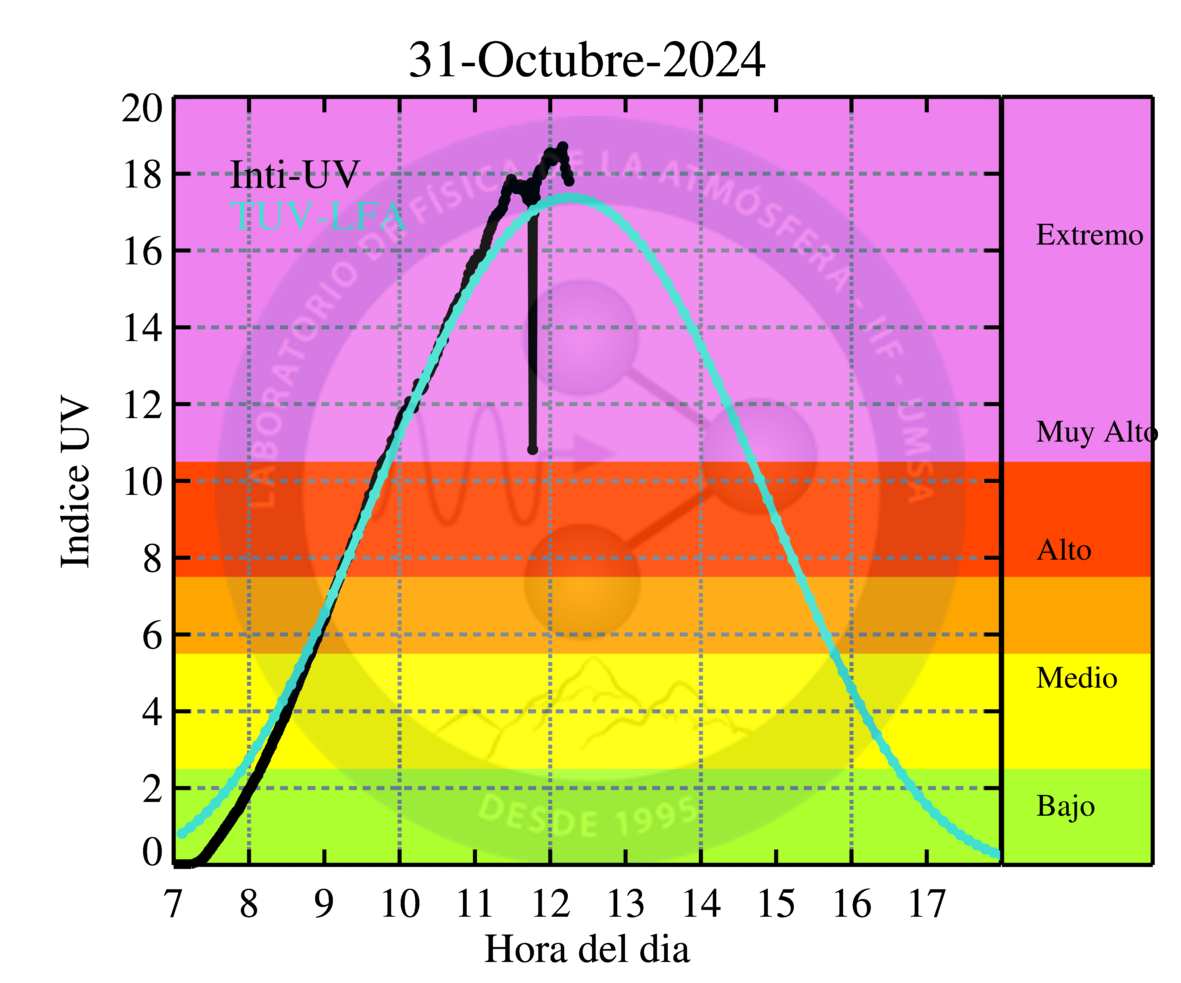 31-Octubre-2024
20
18
16
14
12
10
8
6
4
2
0
Indice UV
Inti-UV
TUV-LFA
LABORATORIO DE FÍSICA DE LA ATMÓSFERA - IIF - UMSA
DESDE 1995
Extremo
Muy Alto
Alto
Medio
Bajo
7 8 9 10 11 12 13 14 15 16 17
Hora del dia